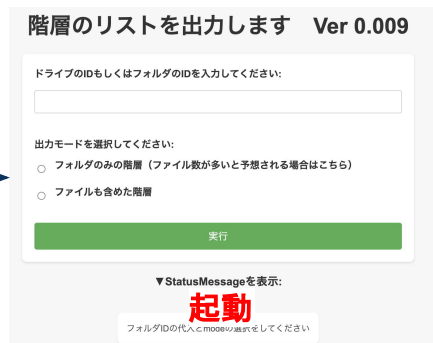 階層のリストを出力します Ver 0.009
ドライブのIDもしくはフォルダのIDを入力してください:
出力モードを選択してください:
フォルダのみの階層（ファイル数が多いと予想される場合はこちら）
ファイルも含めた階層
実行
▼StatusMessageを表示:
起動
フォルダIDの代入とmodeの選択をしてください